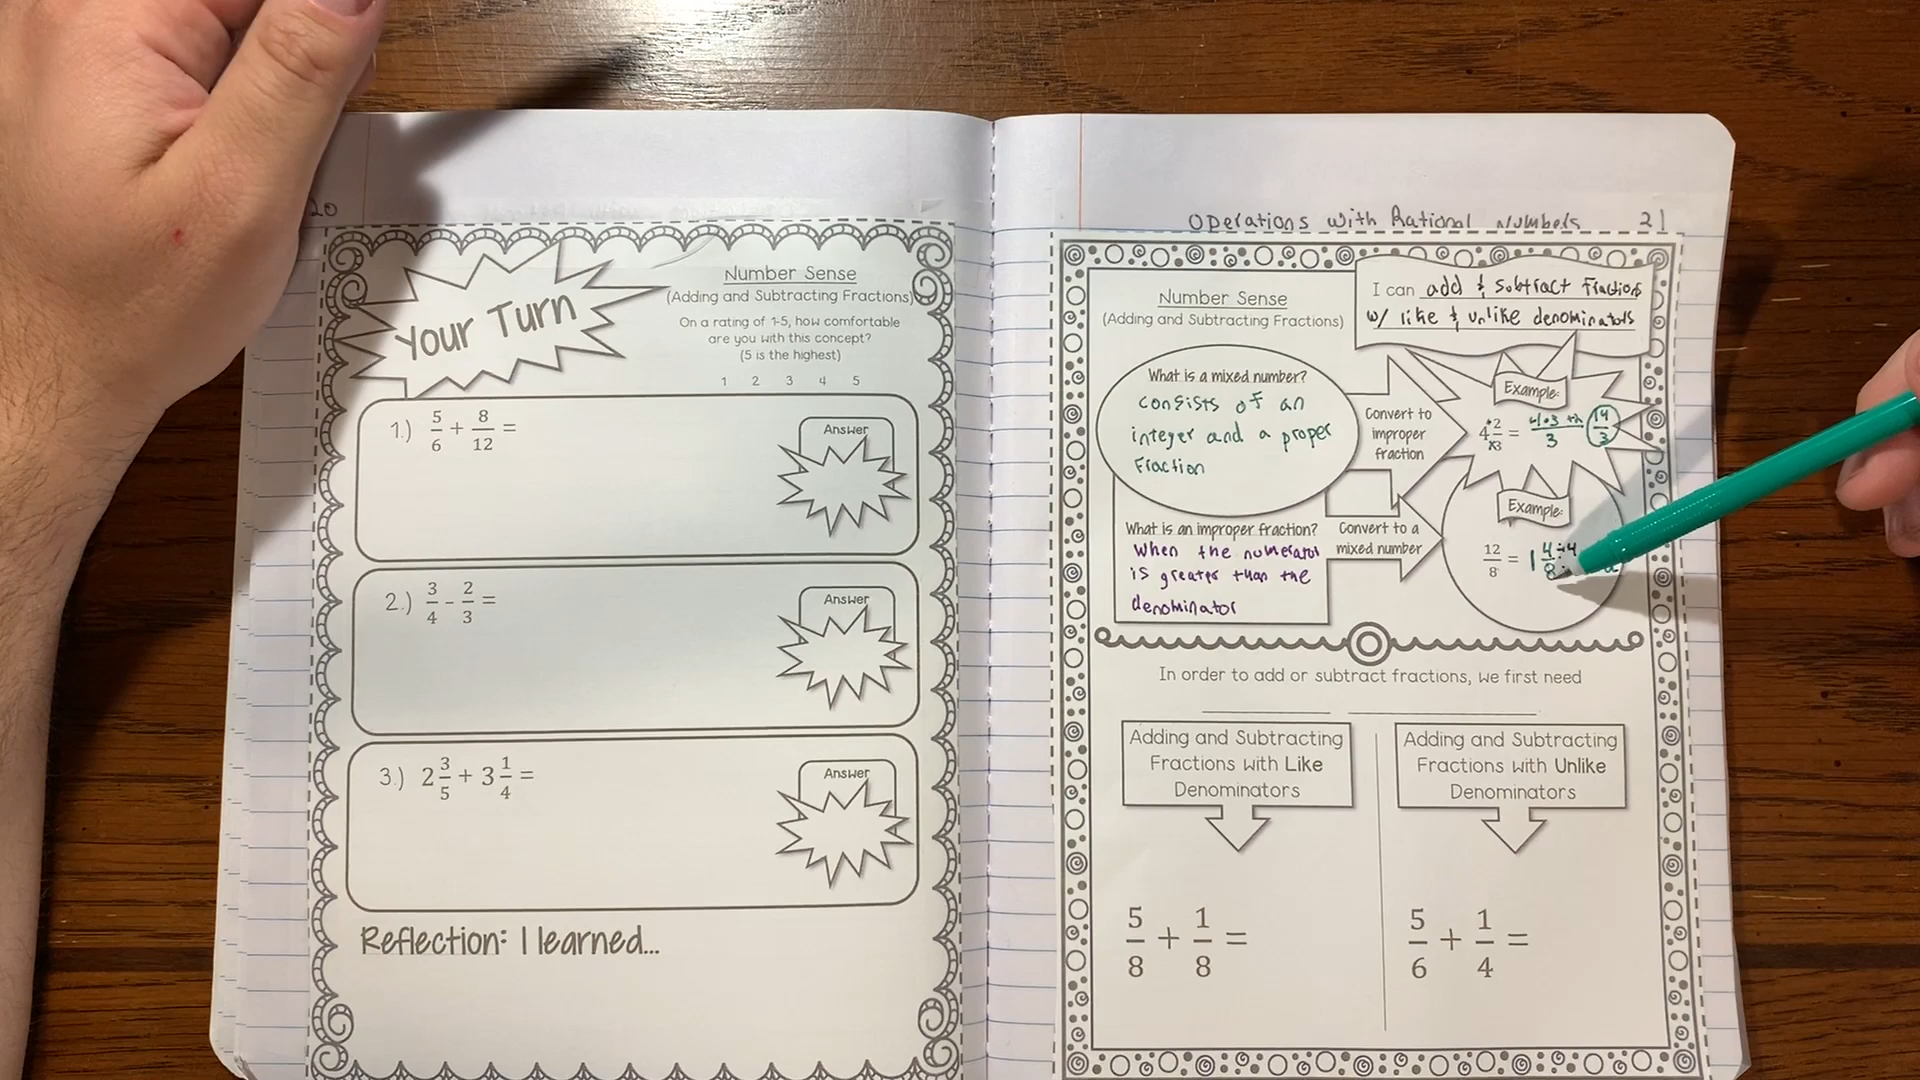 20
Your Turn
Number Sense
(Adding and Subtracting Fractions)
On a rating of 1-5, how comfortable
are you with this concept?
(5 is the highest)
1 2 3 4 5
1.) 5/6 + 8/12 =
Answer
2.) 3/4 - 2/3 =
Answer
3.) 2 3/5 + 3 1/4 =
Answer
Reflection: I learned...
Operations with Rational Numbers 21
Number Sense
(Adding and Subtracting Fractions)
I can add & subtract fractions
w/ like & unlike denominators
What is a mixed number?
consists of an
integer and a proper
fraction
Convert to
improper
fraction
Example:
4 2/3 = 4·3+2/3 14/3
What is an improper fraction?
When the numerator
is greater than the
denominator
Convert to a
mixed number
Example:
12/8 = 1 4÷4/8
In order to add or subtract fractions, we first need
Adding and Subtracting
Fractions with Like
Denominators
5/8 + 1/8 =
Adding and Subtracting
Fractions with Unlike
Denominators
5/6 + 1/4 =